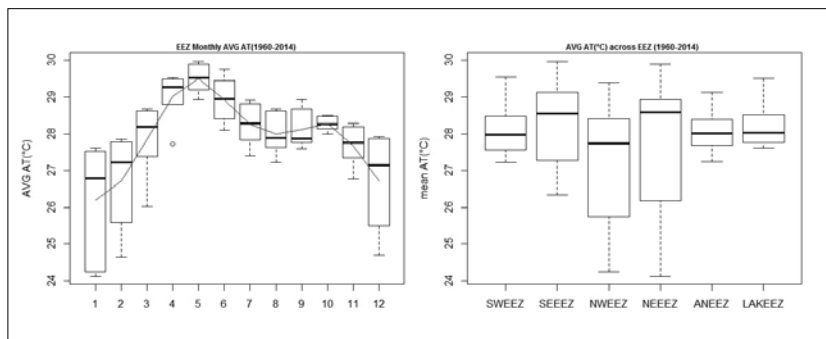 EEZ Monthly AVG AT(1960-2014)
AVG AT(°C)
30
29
28
27
26
25
24
1 2 3 4 5 6 7 8 9 10 11 12
AVG AT(°C) across EEZ (1960-2014)
mean AT(°C)
30
29
28
27
26
25
24
SWEEZ SEEEZ NWEEZ NEEEZ ANEEZ LAKEEZ